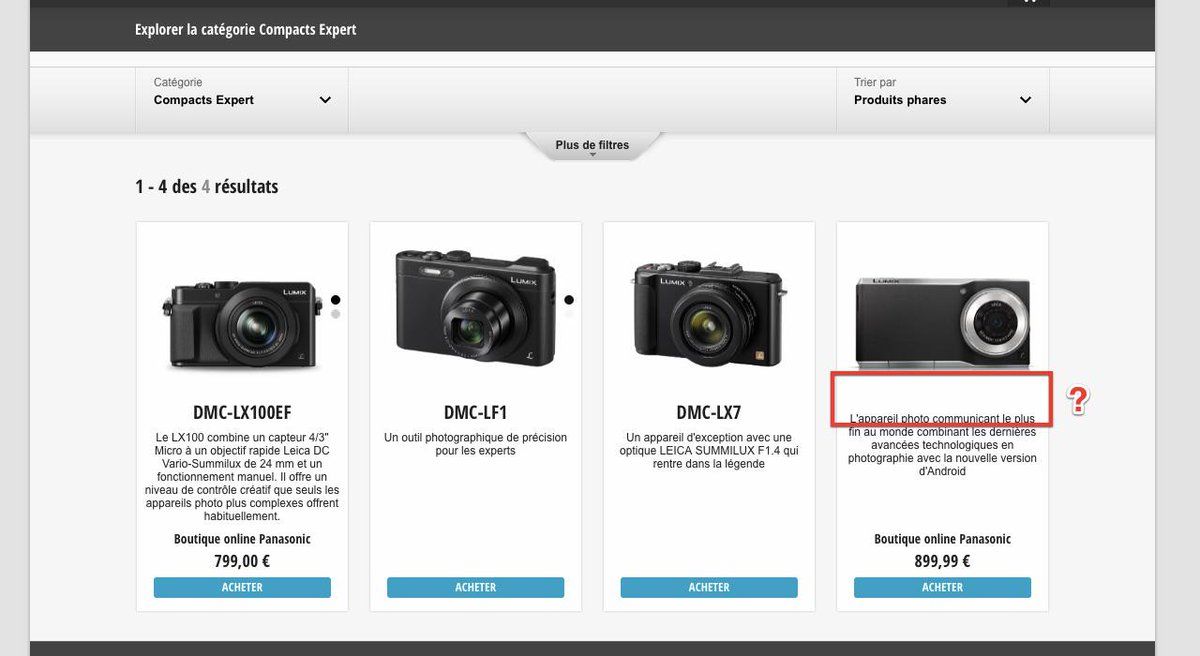 Explorer la catégorie Compacts Expert
Catégorie
Compacts Expert
Trier par
Produits phares
Plus de filtres
1 - 4 des 4 résultats
LUMIX
L
DMC-LX100EF
Le LX100 combine un capteur 4/3"
Micro à un objectif rapide Leica DC
Vario-Summilux de 24 mm et un
fonctionnement manuel. Il offre un
niveau de contrôle créatif que seuls les
appareils photo plus complexes offrent
habituellement.
Boutique online Panasonic
799,00 €
ACHETER
LUMIX
L
DMC-LF1
Un outil photographique de précision
pour les experts
ACHETER
LUMIX
DMC-LX7
Un appareil d'exception avec une
optique LEICA SUMMILUX F1.4 qui
rentre dans la légende
ACHETER
LUMIX
L
?
L'appareil photo communicant le plus
fin au monde combinant les dernières
avancées technologiques en
photographie avec la nouvelle version
d'Android
Boutique online Panasonic
899,99 €
ACHETER